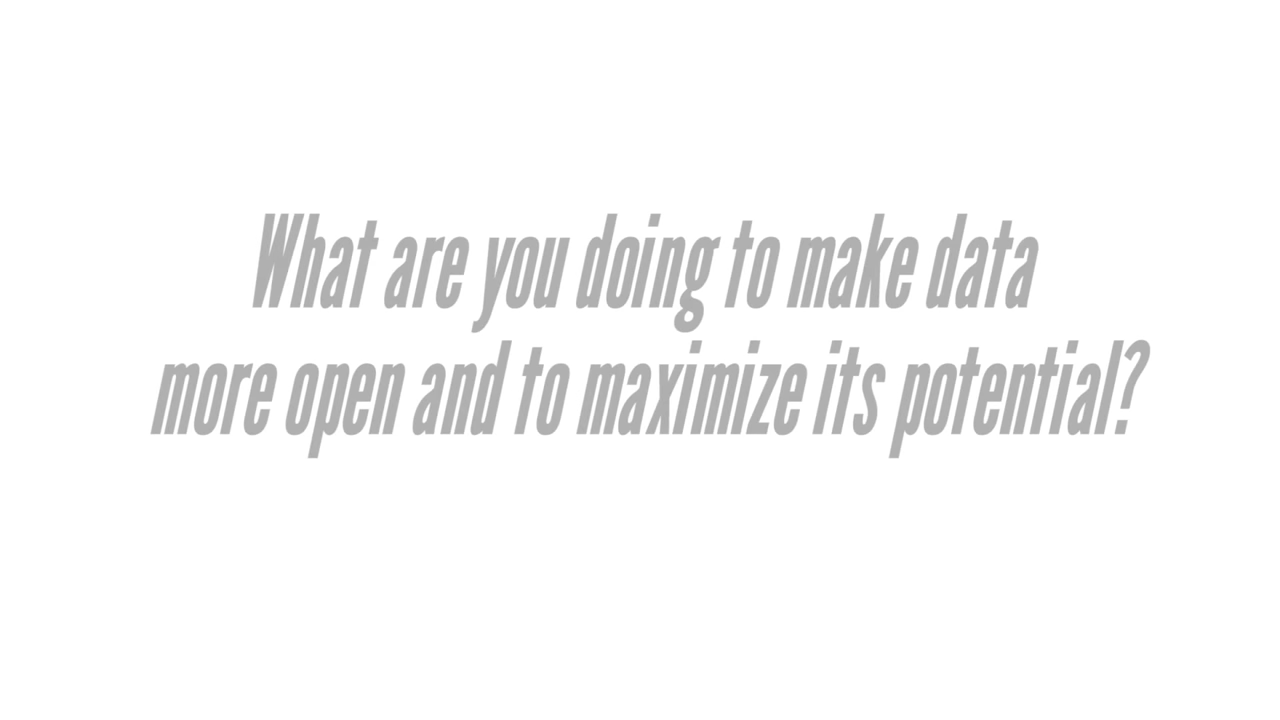 What are you doing to make data
more open and to maximize its potential?